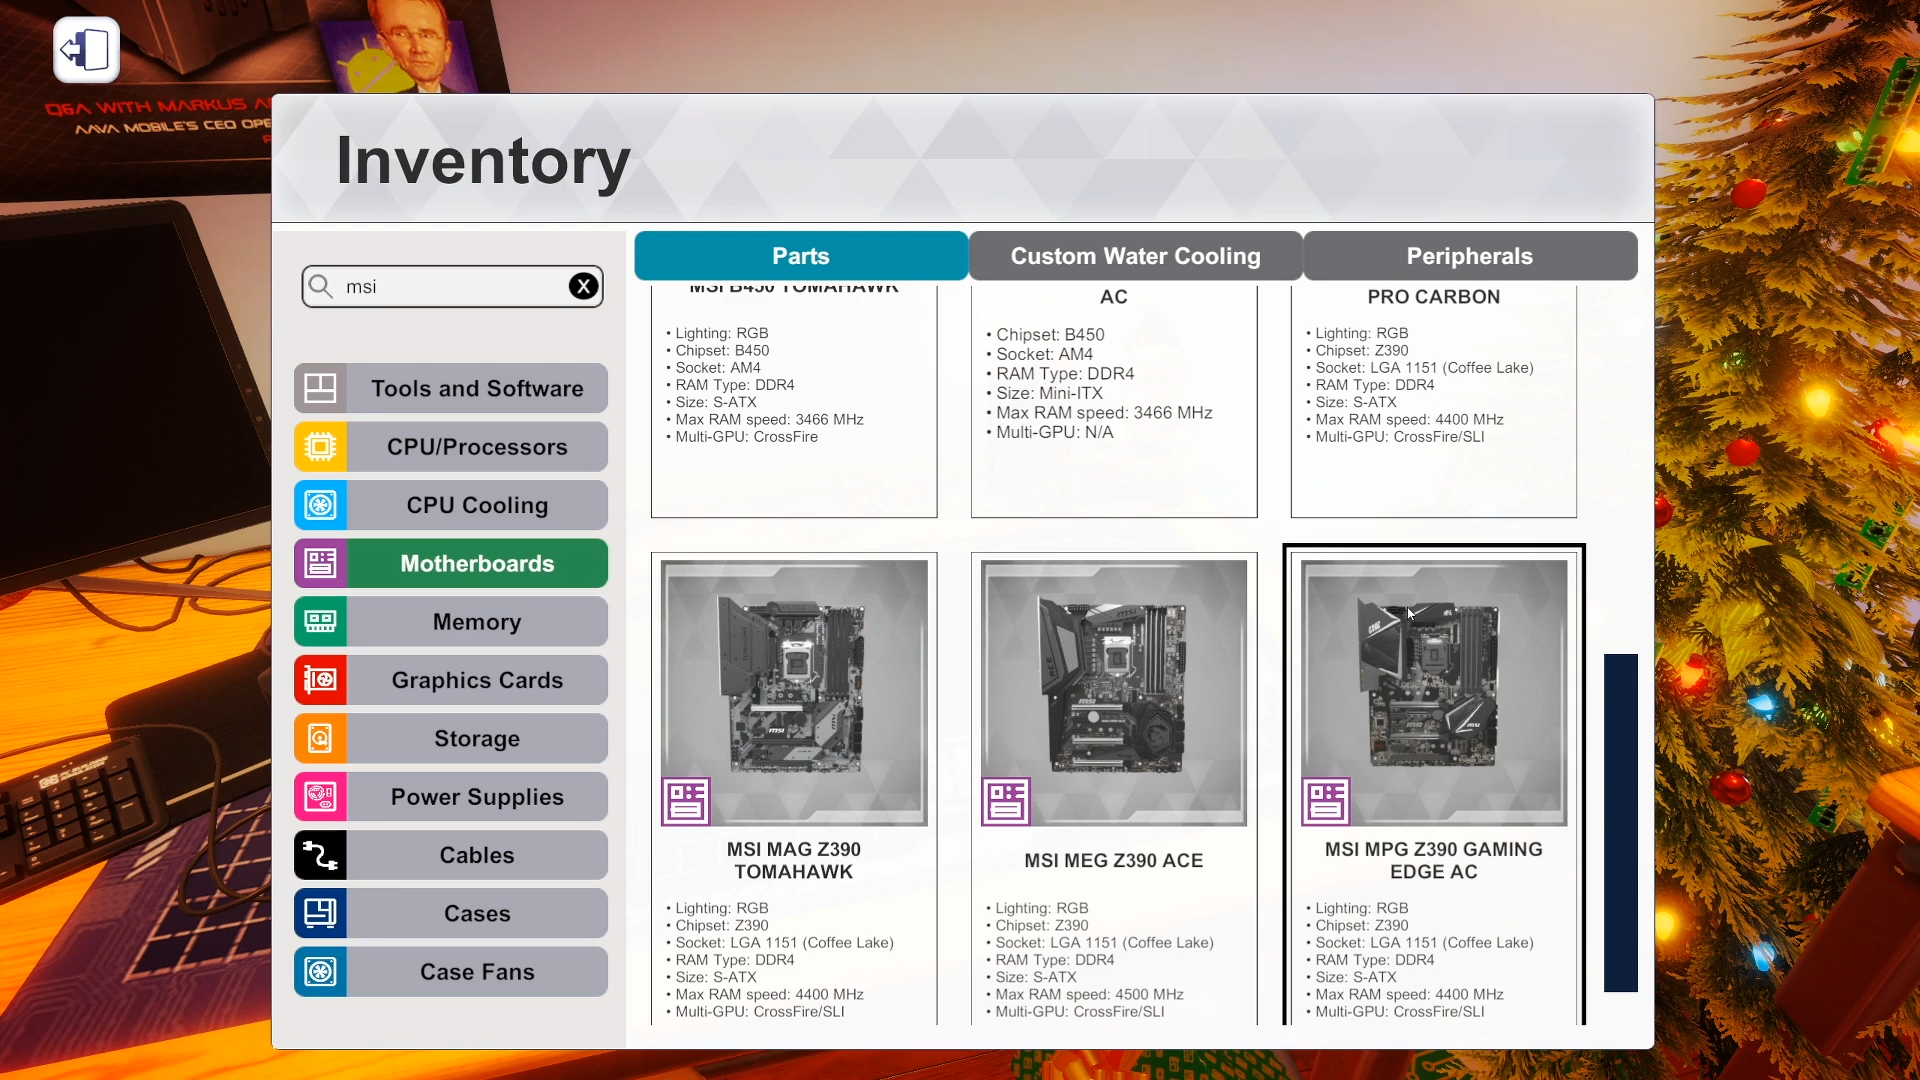 Q&A WITH MARKUS
AAVA MOBILE'S CEO OPE
Inventory
msi
X
Tools and Software
CPU/Processors
CPU Cooling
Motherboards
Memory
Graphics Cards
Storage
Power Supplies
Cables
Cases
Case Fans
Parts
Custom Water Cooling
Peripherals
MSI B450 TOMAHAWK
• Lighting: RGB
• Chipset: B450
• Socket: AM4
• RAM Type: DDR4
• Size: S-ATX
• Max RAM speed: 3466 MHz
• Multi-GPU: CrossFire
AC
• Chipset: B450
• Socket: AM4
• RAM Type: DDR4
• Size: Mini-ITX
• Max RAM speed: 3466 MHz
• Multi-GPU: N/A
PRO CARBON
• Lighting: RGB
• Chipset: Z390
• Socket: LGA 1151 (Coffee Lake)
• RAM Type: DDR4
• Size: S-ATX
• Max RAM speed: 4400 MHz
• Multi-GPU: CrossFire/SLI
MSI MAG Z390
TOMAHAWK
• Lighting: RGB
• Chipset: Z390
• Socket: LGA 1151 (Coffee Lake)
• RAM Type: DDR4
• Size: S-ATX
• Max RAM speed: 4400 MHz
• Multi-GPU: CrossFire/SLI
MSI MEG Z390 ACE
• Lighting: RGB
• Chipset: Z390
• Socket: LGA 1151 (Coffee Lake)
• RAM Type: DDR4
• Size: S-ATX
• Max RAM speed: 4500 MHz
• Multi-GPU: CrossFire/SLI
MSI MPG Z390 GAMING
EDGE AC
• Lighting: RGB
• Chipset: Z390
• Socket: LGA 1151 (Coffee Lake)
• RAM Type: DDR4
• Size: S-ATX
• Max RAM speed: 4400 MHz
• Multi-GPU: CrossFire/SLI